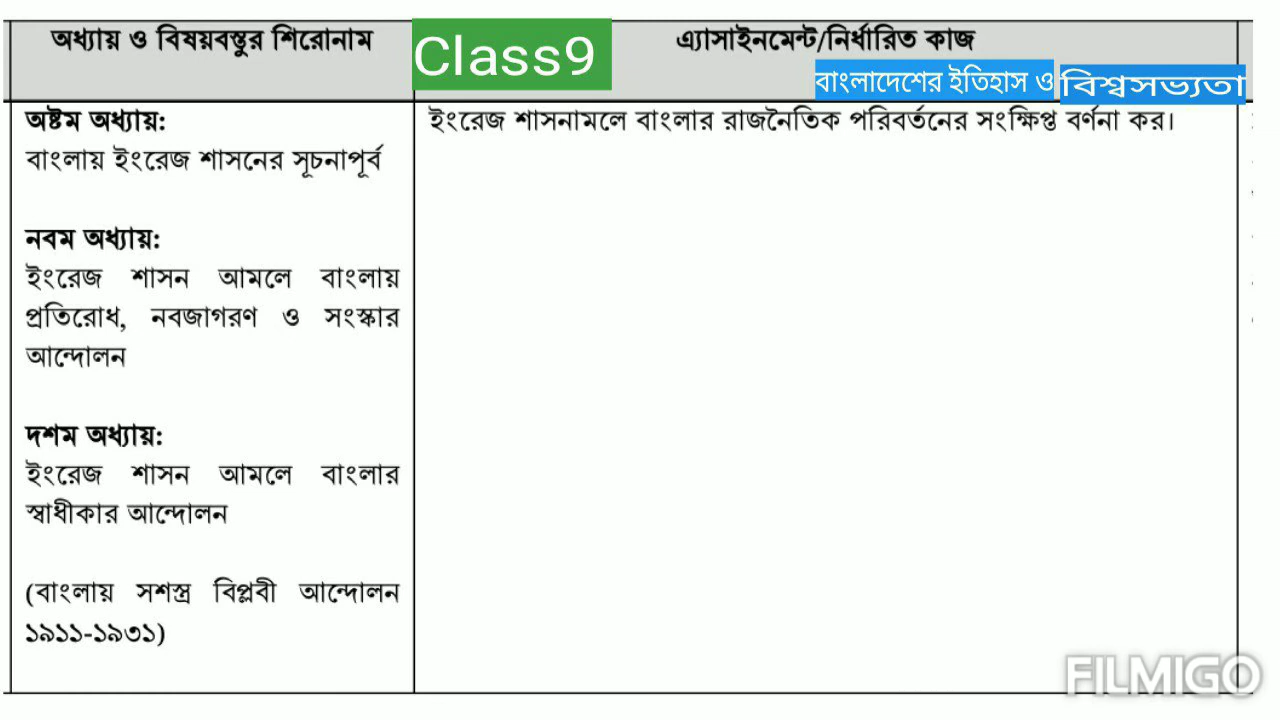 অধ্যায় ও বিষয়বস্তুর শিরোনাম
Class9
এ্যাসাইনমেন্ট/নির্ধারিত কাজ
বাংলাদেশের ইতিহাস ও বিশ্বসভ্যতা
অষ্টম অধ্যায়:
বাংলায় ইংরেজ শাসনের সূচনাপূর্ব
ইংরেজ শাসনামলে বাংলার রাজনৈতিক পরিবর্তনের সংক্ষিপ্ত বর্ণনা কর।
নবম অধ্যায়:
ইংরেজ শাসন আমলে বাংলায়
প্রতিরোধ, নবজাগরণ ও সংস্কার
আন্দোলন
দশম অধ্যায়:
ইংরেজ শাসন আমলে বাংলার
স্বাধীকার আন্দোলন
(বাংলায় সশস্ত্র বিপ্লবী আন্দোলন
১৯১১-১৯৩১)
FILMIGO